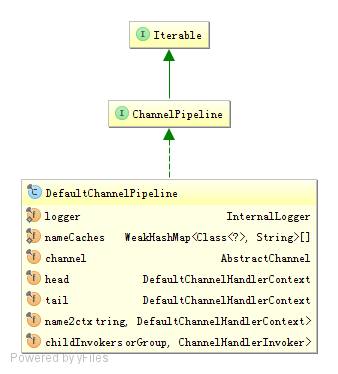 I Iterable
I ChannelPipeline
C DefaultChannelPipeline
f logger InternalLogger
f nameCaches WeakHashMap<Class<?>, String>[]
f channel AbstractChannel
f head DefaultChannelHandlerContext
f tail DefaultChannelHandlerContext
f name2ctx tring, DefaultChannelHandlerContext>
f childInvokers orGroup, ChannelHandlerInvoker>
Powered by yFiles